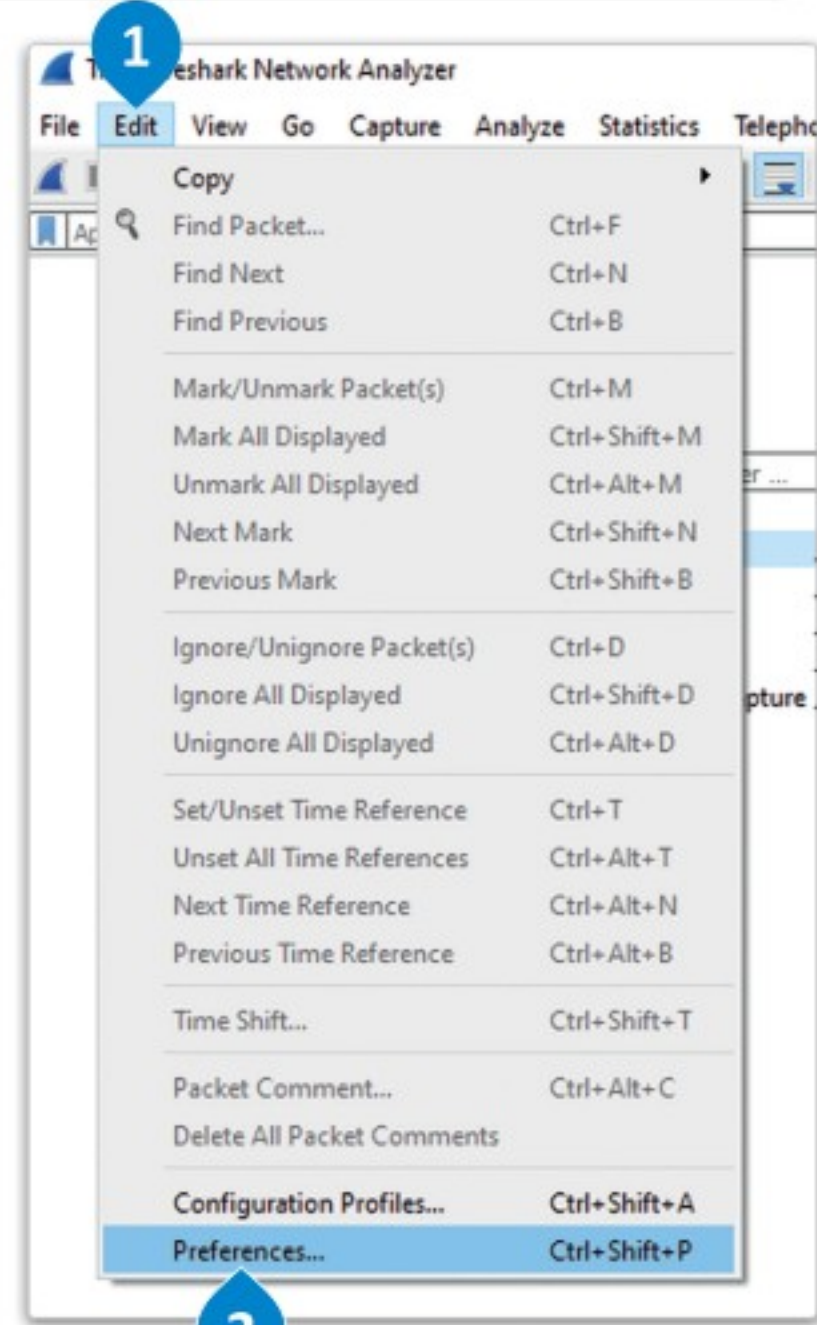 1
eshark Network Analyzer
File Edit View Go Capture Analyze Statistics Telepho
Copy
Find Packet... Ctrl+F
Find Next Ctrl+N
Find Previous Ctrl+B
Mark/Unmark Packet(s) Ctrl+M
Mark All Displayed Ctrl+Shift+M
Unmark All Displayed Ctrl+Alt+M
er ...
Next Mark Ctrl+Shift+N
Previous Mark Ctrl+Shift+B
Ignore/Unignore Packet(s) Ctrl+D
Ignore All Displayed Ctrl+Shift+D
pture
Unignore All Displayed Ctrl+Alt+D
Set/Unset Time Reference Ctrl+T
Unset All Time References Ctrl+Alt+T
Next Time Reference Ctrl+Alt+N
Previous Time Reference Ctrl+Alt+B
Time Shift... Ctrl+Shift+T
Packet Comment... Ctrl+Alt+C
Delete All Packet Comments
Configuration Profiles... Ctrl+Shift+A
Preferences... Ctrl+Shift+P